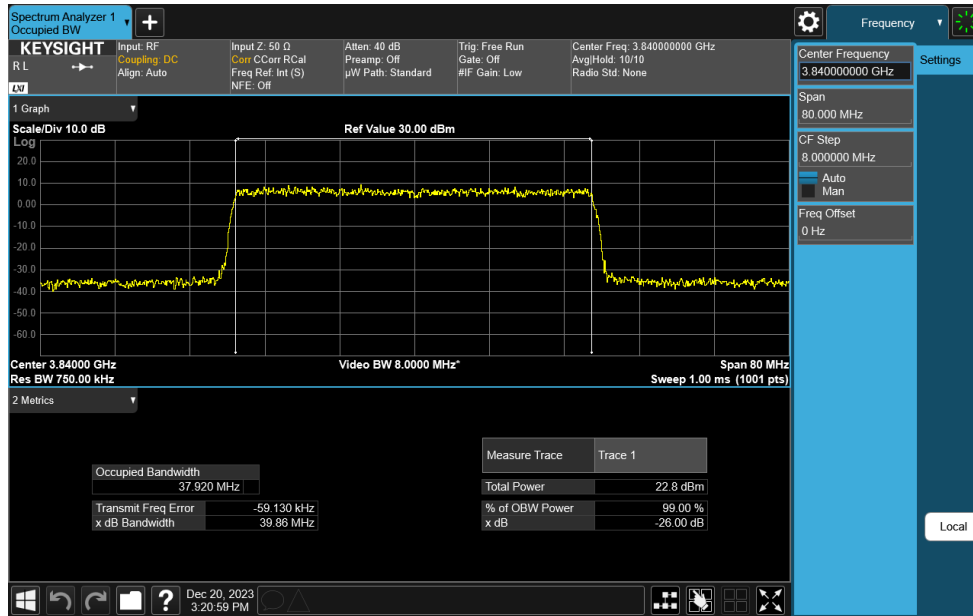 Spectrum Analyzer 1
Occupied BW
Frequency
KEYSIGHT
R L
LXI
Input: RF
Coupling: DC
Align: Auto
Input Z: 50 Ω
Corr CCorr RCal
Freq Ref: Int (S)
NFE: Off
Atten: 40 dB
Preamp: Off
µW Path: Standard
Trig: Free Run
Gate: Off
#IF Gain: Low
Center Freq: 3.840000000 GHz
Avg|Hold: 10/10
Radio Std: None
Center Frequency
3.840000000 GHz
Settings
Span
80.000 MHz
CF Step
8.000000 MHz
Auto
Man
Freq Offset
0 Hz
Local
1 Graph
Scale/Div 10.0 dB
Ref Value 30.00 dBm
Log
20.0
10.0
0.00
-10.0
-20.0
-30.0
-40.0
-50.0
-60.0
Center 3.84000 GHz
Video BW 8.0000 MHz*
Span 80 MHz
Res BW 750.00 kHz
Sweep 1.00 ms (1001 pts)
2 Metrics
Occupied Bandwidth
37.920 MHz
Transmit Freq Error -59.130 kHz
x dB Bandwidth 39.86 MHz
Measure Trace Trace 1
Total Power 22.8 dBm
% of OBW Power 99.00 %
x dB -26.00 dB
?
Dec 20, 2023
3:20:59 PM